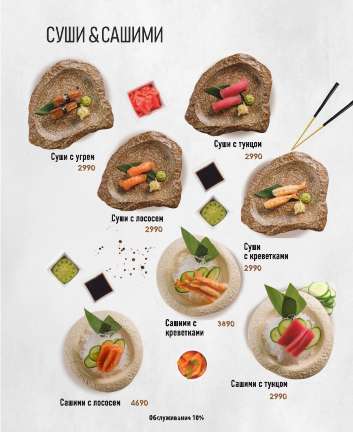 СУШИ & САШИМИ
Суши с угрем
2990
Суши с тунцом
2990
Суши с лососем
2990
Суши
с креветками
2990
Сашими с
креветками
3890
Сашими с тунцом
2990
Сашими с лососем 4690
Обслуживание 10%